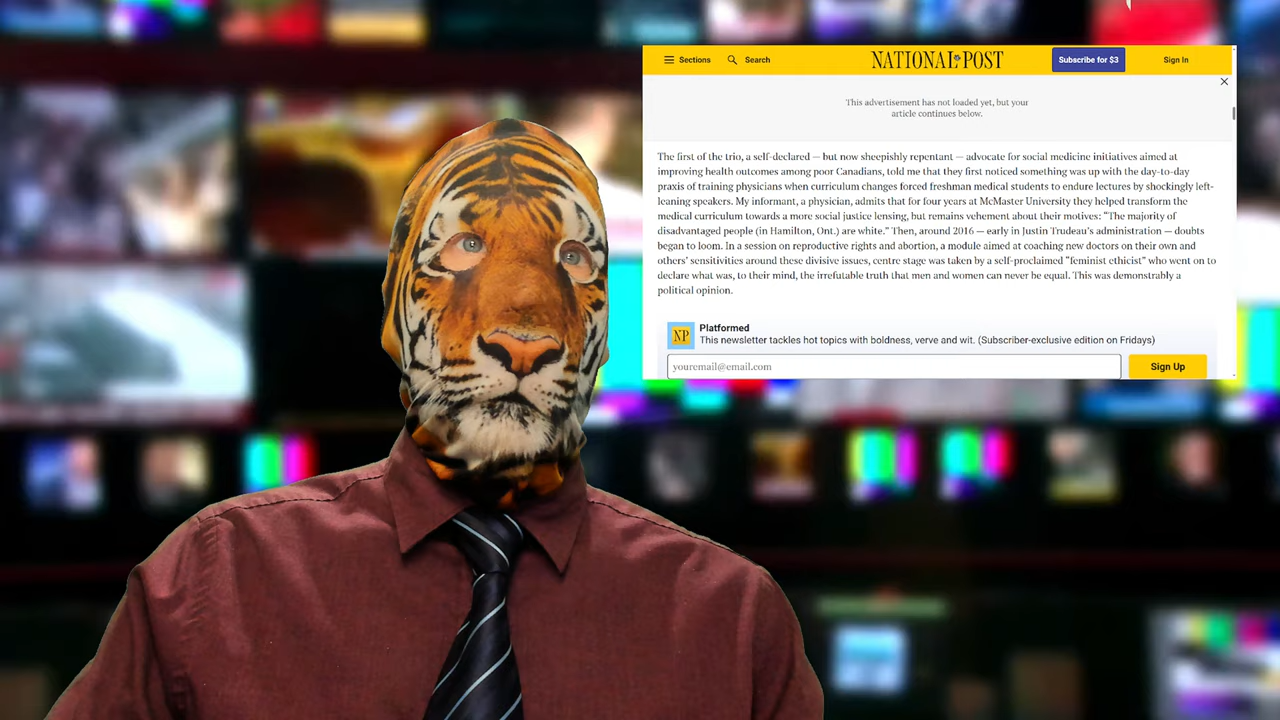 Sections
Search
NATIONAL POST
Subscribe for $3
Sign In
This advertisement has not loaded yet, but your
article continues below.
The first of the trio, a self-declared — but now sheepishly repentant — advocate for social medicine initiatives aimed at
improving health outcomes among poor Canadians, told me that they first noticed something was up with the day-to-day
praxis of training physicians when curriculum changes forced freshman medical students to endure lectures by shockingly left-
leaning speakers. My informant, a physician, admits that for four years at McMaster University they helped transform the
medical curriculum towards a more social justice lensing, but remains vehement about their motives: “The majority of
disadvantaged people (in Hamilton, Ont.) are white.” Then, around 2016 — early in Justin Trudeau’s administration — doubts
began to loom. In a session on reproductive rights and abortion, a module aimed at coaching new doctors on their own and
others’ sensitivities around these divisive issues, centre stage was taken by a self-proclaimed “feminist ethicist” who went on to
declare what was, to their mind, the irrefutable truth that men and women can never be equal. This was demonstrably a
political opinion.
NP
Platformed
This newsletter tackles hot topics with boldness, verve and wit. (Subscriber-exclusive edition on Fridays)
youremail@email.com
Sign Up